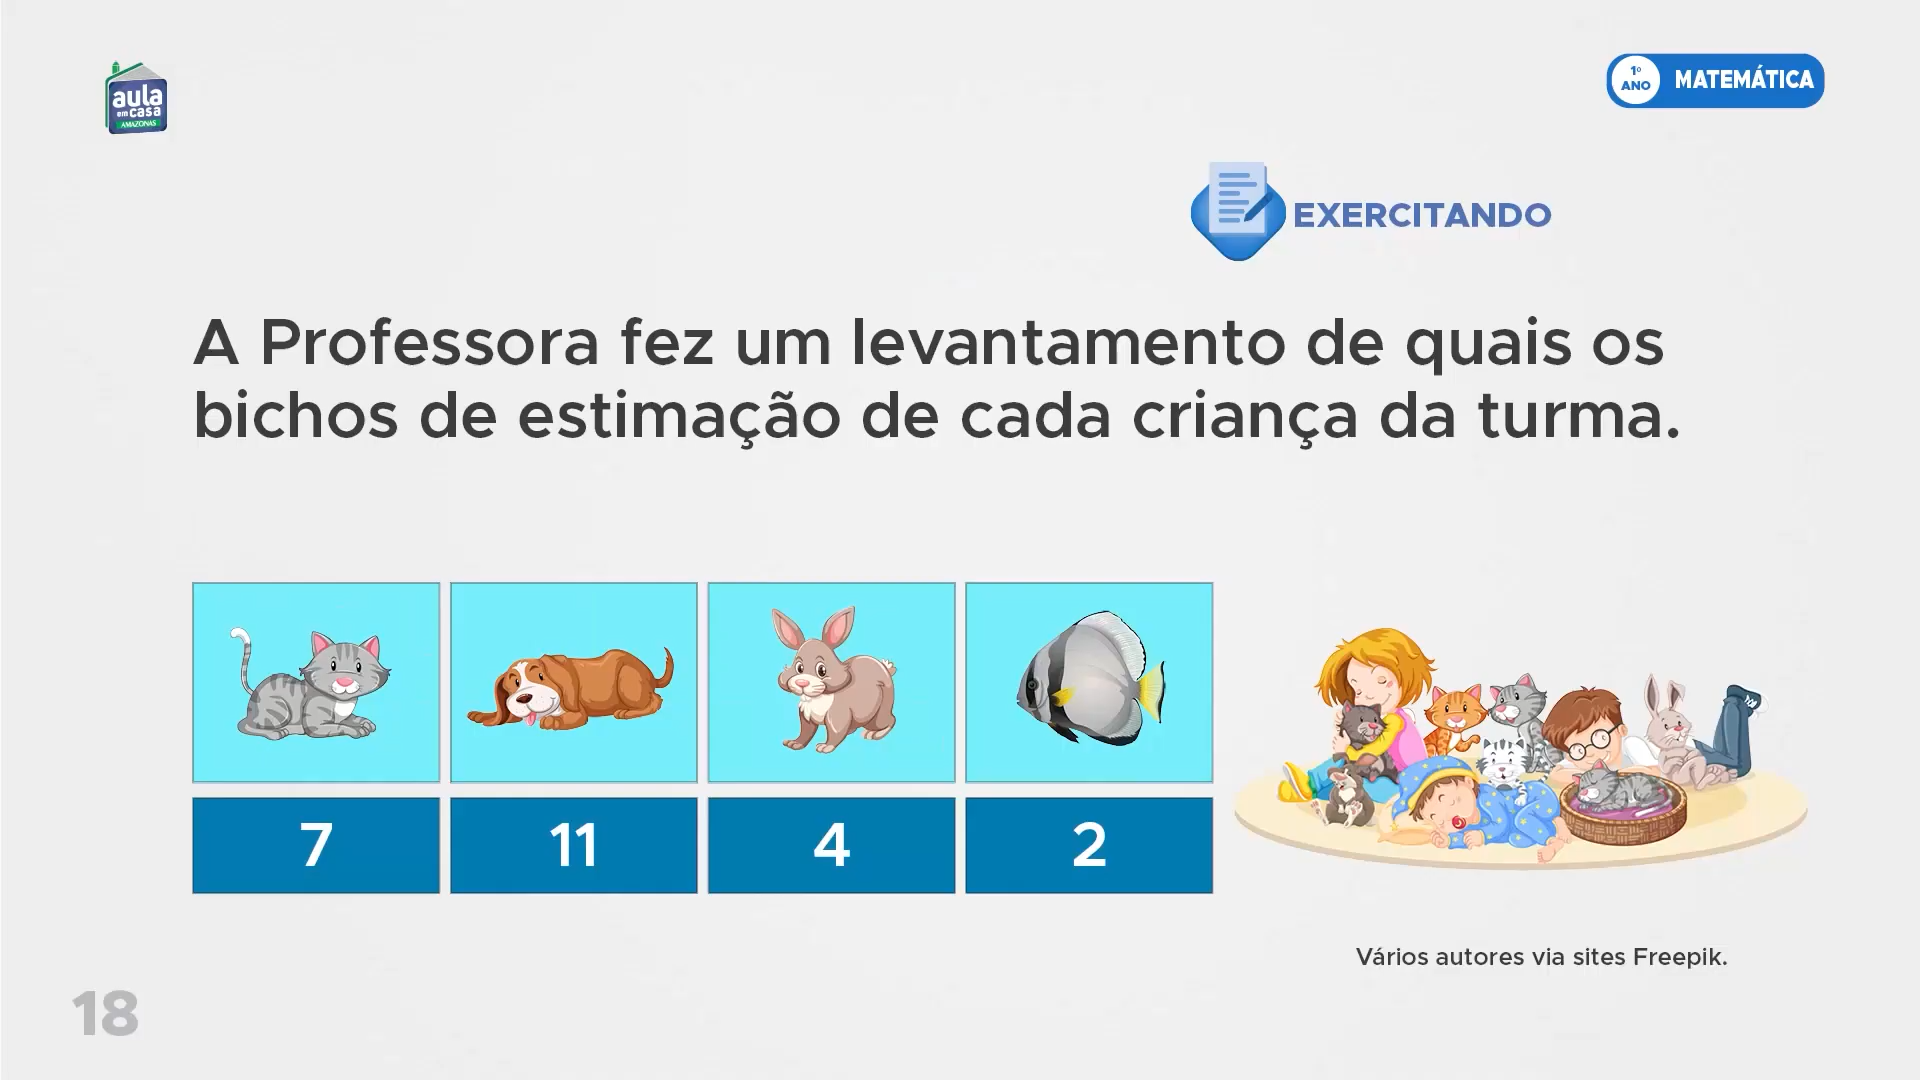 aula
em casa
AMAZONAS
1º
ANO
MATEMÁTICA
EXERCITANDO
A Professora fez um levantamento de quais os
bichos de estimação de cada criança da turma.
7 11 4 2
Vários autores via sites Freepik.
18